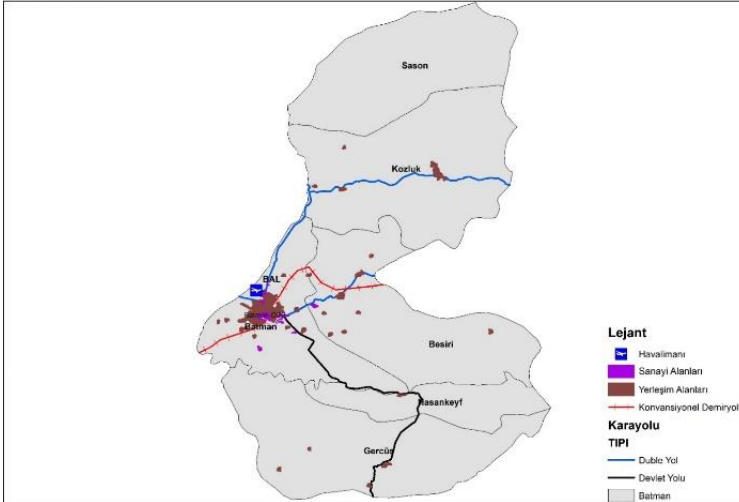 Sason
Kozluk
BAL
Batman
Besiri
Hasankeyf
Gercüş
Lejant
Havalimanı
Sanayi Alanları
Yerleşim Alanları
Konvansiyonel Demiryol
Karayolu
TIPI
Duble Yol
Devlet Yolu
Batman